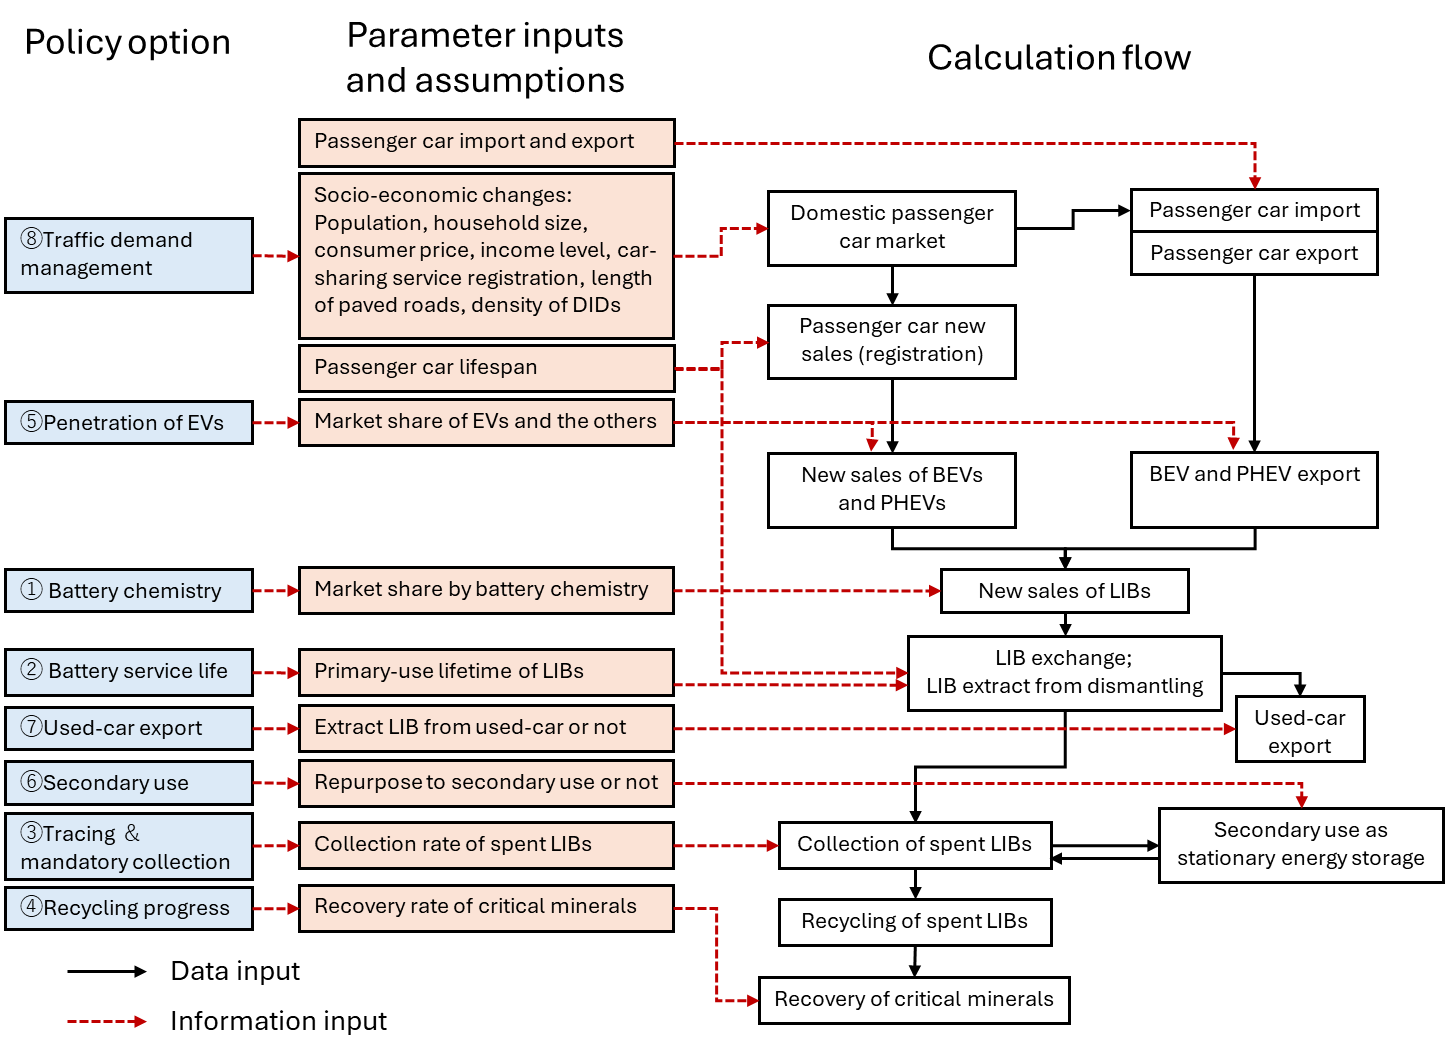 Policy option
Parameter inputs
and assumptions
Calculation flow
Passenger car import and export
Socio-economic changes:
Population, household size,
consumer price, income level, car-
sharing service registration, length
of paved roads, density of DIDs
⑧Traffic demand
management
Domestic passenger
car market
Passenger car import
Passenger car export
Passenger car new
sales (registration)
Passenger car lifespan
⑤Penetration of EVs
Market share of EVs and the others
New sales of BEVs
and PHEVs
BEV and PHEV export
① Battery chemistry
Market share by battery chemistry
New sales of LIBs
② Battery service life
Primary-use lifetime of LIBs
LIB exchange;
LIB extract from dismantling
⑦Used-car export
Extract LIB from used-car or not
Used-car
export
⑥Secondary use
Repurpose to secondary use or not
③Tracing &
mandatory collection
Collection rate of spent LIBs
Collection of spent LIBs
Secondary use as
stationary energy storage
④Recycling progress
Recovery rate of critical minerals
Recycling of spent LIBs
Recovery of critical minerals
Data input
Information input